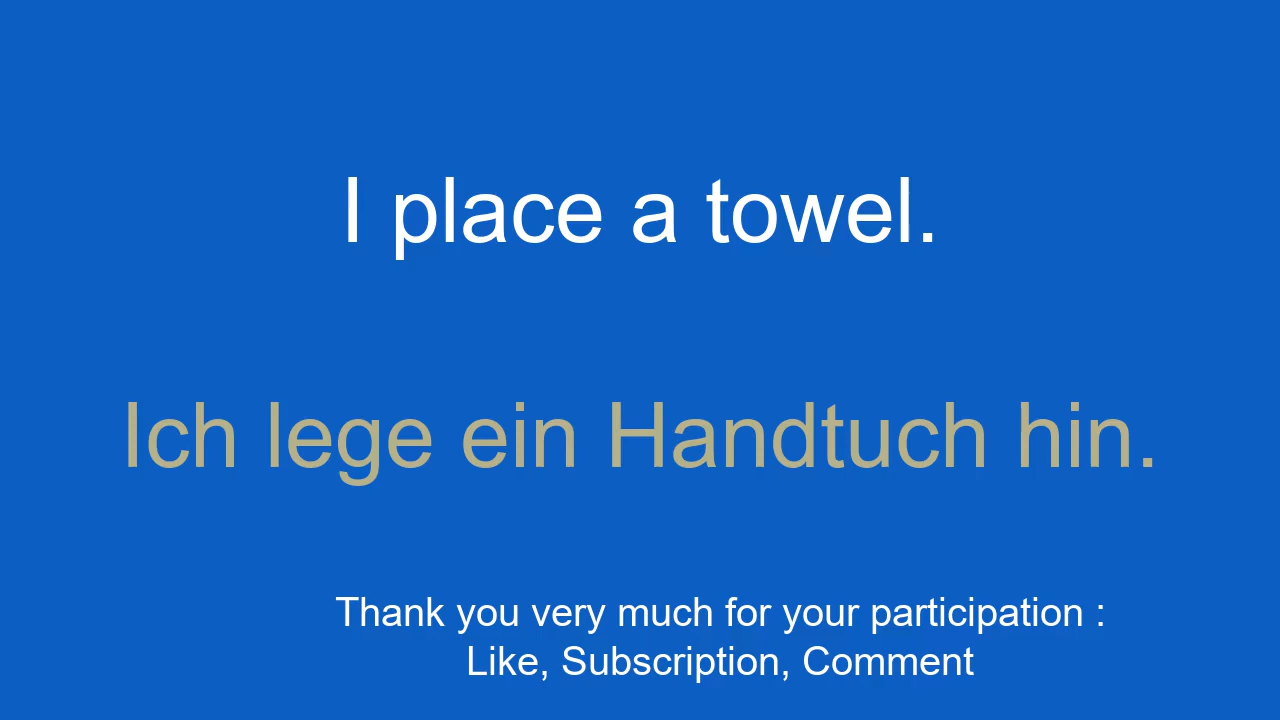 I place a towel.
Ich lege ein Handtuch hin.
Thank you very much for your participation :
Like, Subscription, Comment